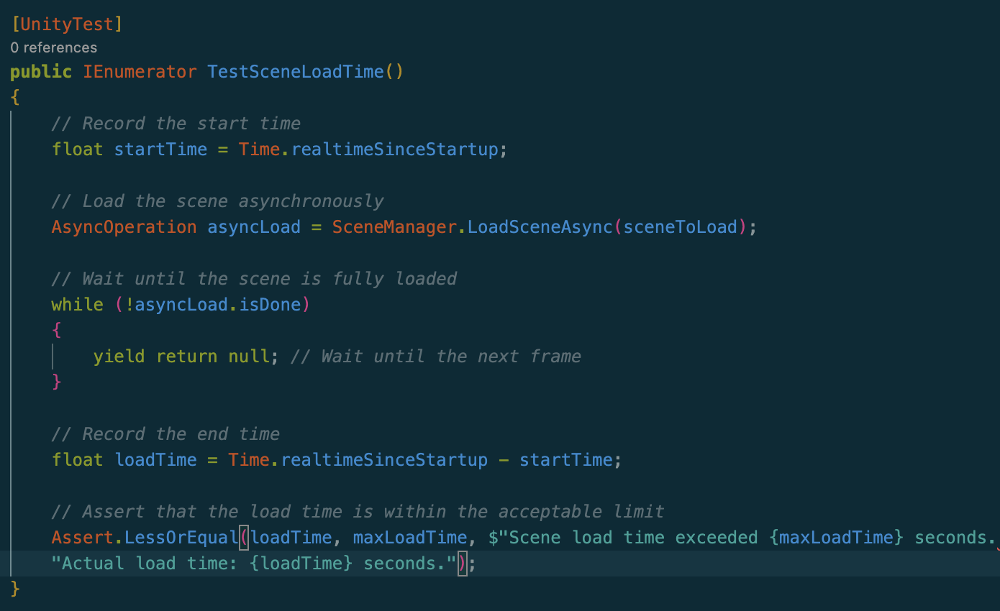 [UnityTest]
0 references
public IEnumerator TestSceneLoadTime()
{
// Record the start time
float startTime = Time.realtimeSinceStartup;
// Load the scene asynchronously
AsyncOperation asyncLoad = SceneManager.LoadSceneAsync(sceneToLoad);
// Wait until the scene is fully loaded
while (!asyncLoad.isDone)
{
yield return null; // Wait until the next frame
}
// Record the end time
float loadTime = Time.realtimeSinceStartup - startTime;
// Assert that the load time is within the acceptable limit
Assert.LessOrEqual(loadTime, maxLoadTime, $"Scene load time exceeded {maxLoadTime} seconds.
"Actual load time: {loadTime} seconds.");
}